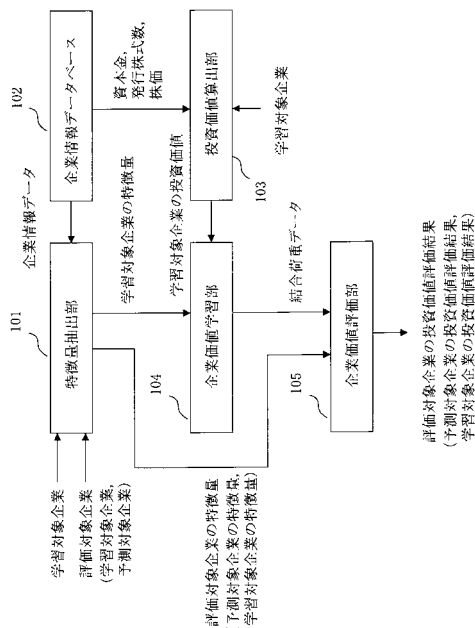 学習対象企業
評価対象企業
(学習対象企業,
予測対象企業)
101
特徴量抽出部
企業情報データ
102
企業情報データベース
学習対象企業の特徴量
資本金,
発行株式数,
株価
104
企業価値学習部
学習対象企業の投資価値
103
投資価値算出部
学習対象企業
評価対象企業の特徴量
(予測対象企業の特徴量,
学習対象企業の特徴量)
結合荷重データ
105
企業価値評価部
評価対象企業の投資価値評価結果
(予測対象企業の投資価値評価結果,
学習対象企業の投資価値評価結果)